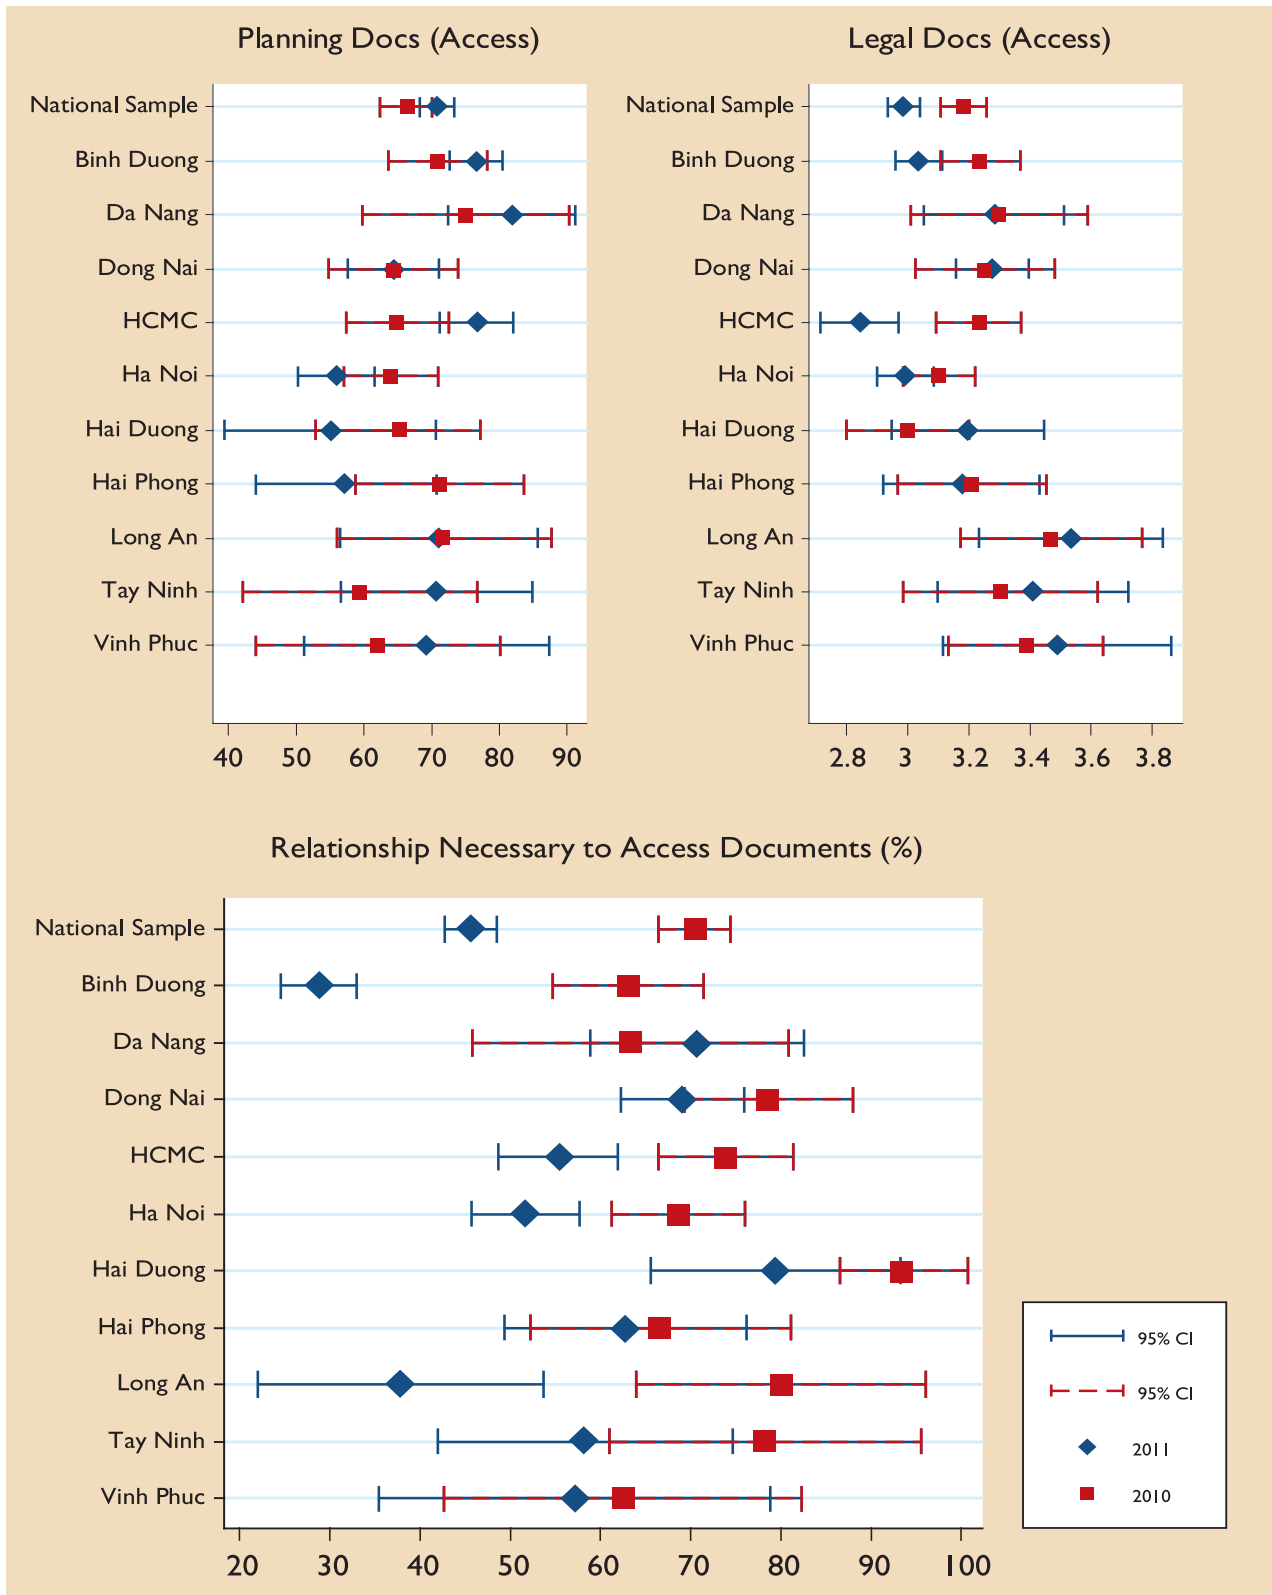 Planning Docs (Access)
National Sample
Binh Duong
Da Nang
Dong Nai
HCMC
Ha Noi
Hai Duong
Hai Phong
Long An
Tay Ninh
Vinh Phuc
40 50 60 70 80 90
Legal Docs (Access)
National Sample
Binh Duong
Da Nang
Dong Nai
HCMC
Ha Noi
Hai Duong
Hai Phong
Long An
Tay Ninh
Vinh Phuc
2.8 3 3.2 3.4 3.6 3.8
Relationship Necessary to Access Documents (%)
National Sample
Binh Duong
Da Nang
Dong Nai
HCMC
Ha Noi
Hai Duong
Hai Phong
Long An
Tay Ninh
Vinh Phuc
20 30 40 50 60 70 80 90 100
95% CI
95% CI
2011
2010